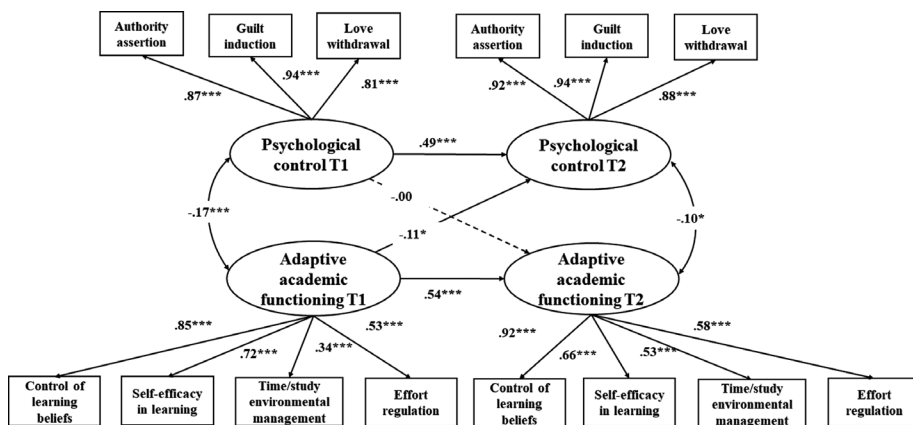 Authority
assertion
Guilt
induction
Love
withdrawal
Authority
assertion
Guilt
induction
Love
withdrawal
.87***
.94***
.81***
.92***
.94***
.88***
Psychological
control T1
.49***
Psychological
control T2
-.17***
-.00
-.11*
-.10*
Adaptive
academic
functioning T1
.54***
Adaptive
academic
functioning T2
.85***
.72***
.34***
.53***
.92***
.66***
.53***
.58***
Control of
learning
beliefs
Self-efficacy
in learning
Time/study
environmental
management
Effort
regulation
Control of
learning
beliefs
Self-efficacy
in learning
Time/study
environmental
management
Effort
regulation